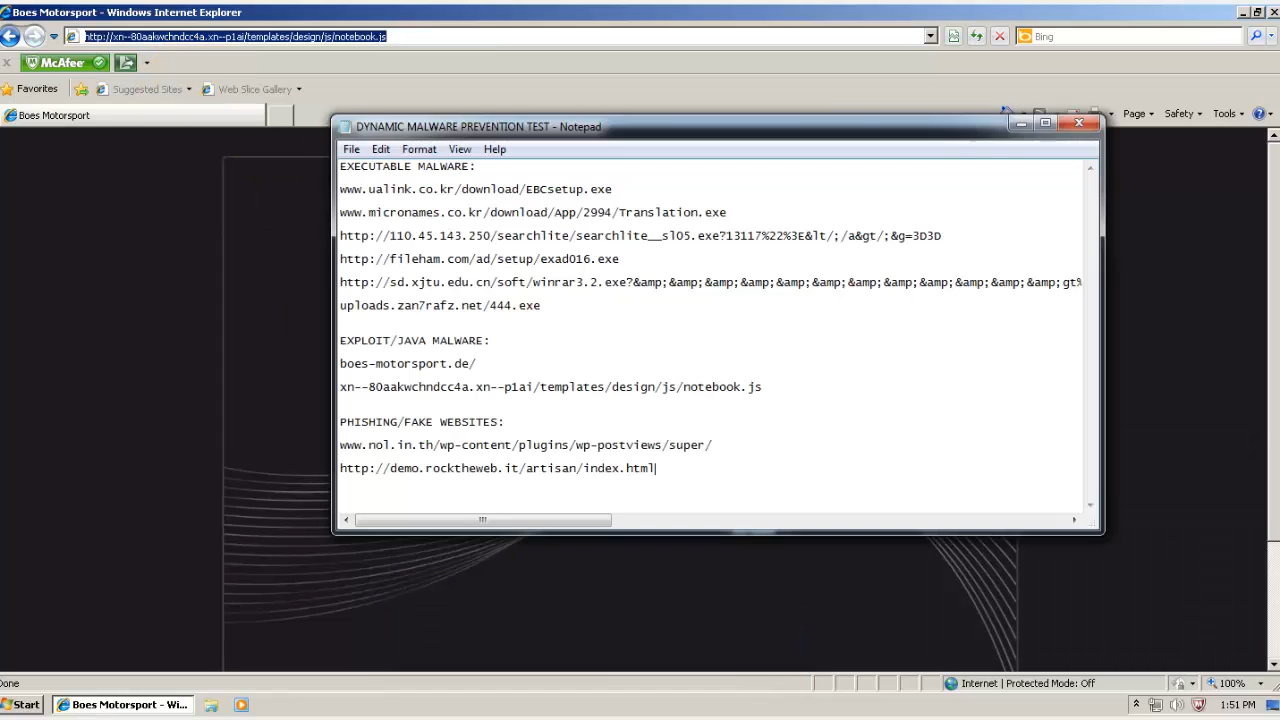 Boes Motorsport - Windows Internet Explorer
http://xn--80aakwchndcc4a.xn--p1ai/templates/design/js/notebook.js
Bing
McAfee
Favorites
Suggested Sites
Web Slice Gallery
Boes Motorsport
Page
Safety
Tools
DYNAMIC MALWARE PREVENTION TEST - Notepad
File Edit Format View Help
EXECUTABLE MALWARE:
www.ualink.co.kr/download/EBCsetup.exe
www.micronames.co.kr/download/App/2994/Translation.exe
http://110.45.143.250/searchlite/searchlite__sl05.exe?13117%22%3E&lt/;/a&gt/;&g=3D3D
http://fileham.com/ad/setup/exad016.exe
http://sd.xjtu.edu.cn/soft/winrar3.2.exe?&amp;&amp;&amp;&amp;&amp;&amp;&amp;&amp;&amp;&amp;&amp;&amp;gt%
uploads.zan7rafz.net/444.exe
EXPLOIT/JAVA MALWARE:
boes-motorsport.de/
xn--80aakwchndcc4a.xn--p1ai/templates/design/js/notebook.js
PHISHING/FAKE WEBSITES:
www.nol.in.th/wp-content/plugins/wp-postviews/super/
http://demo.rocktheweb.it/artisan/index.html
Done
Internet | Protected Mode: Off
100%
Start
Boes Motorsport - Wi...
1:51 PM